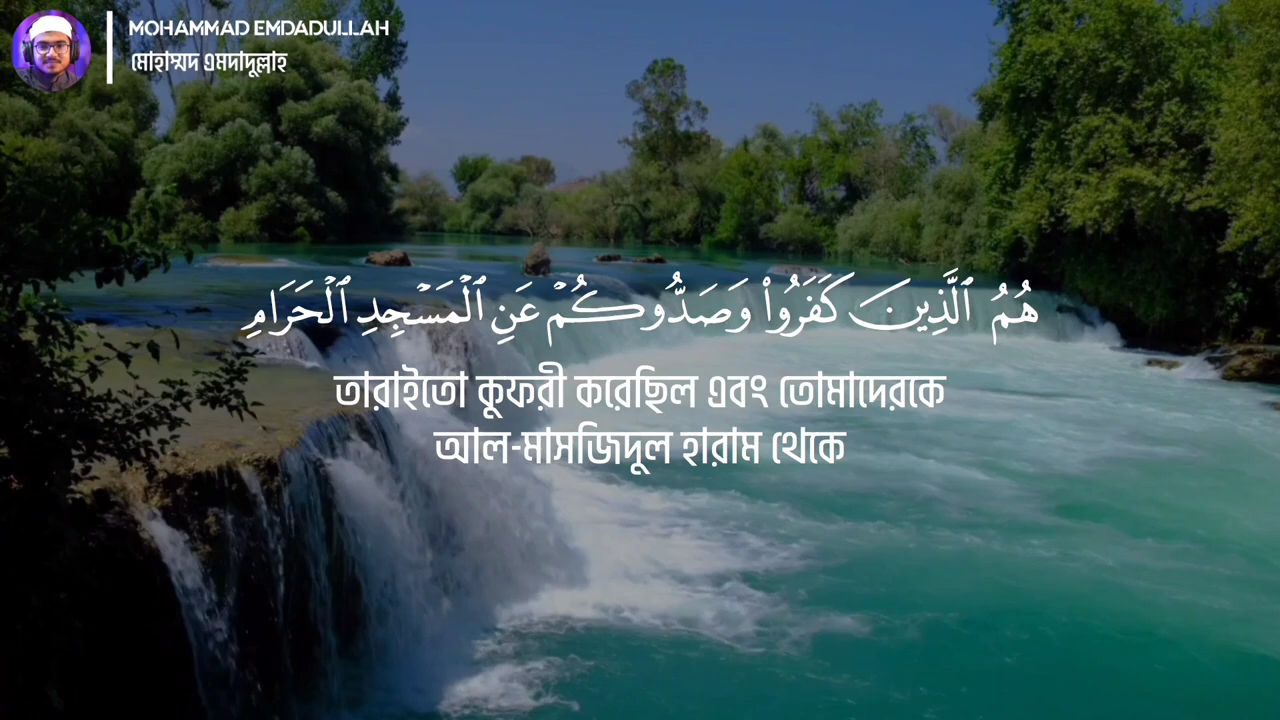 MOHAMMAD EMDADULLAH
মোহাম্মদ এমদাদুল্লাহ
هُمُ ٱلَّذِينَ كَفَرُوا۟ وَصَدُّوكُمْ عَنِ ٱلْمَسْجِدِ ٱلْحَرَامِ
তারাইতো কুফরী করেছিল এবং তোমাদেরকে
আল-মাসজিদুল হারাম থেকে